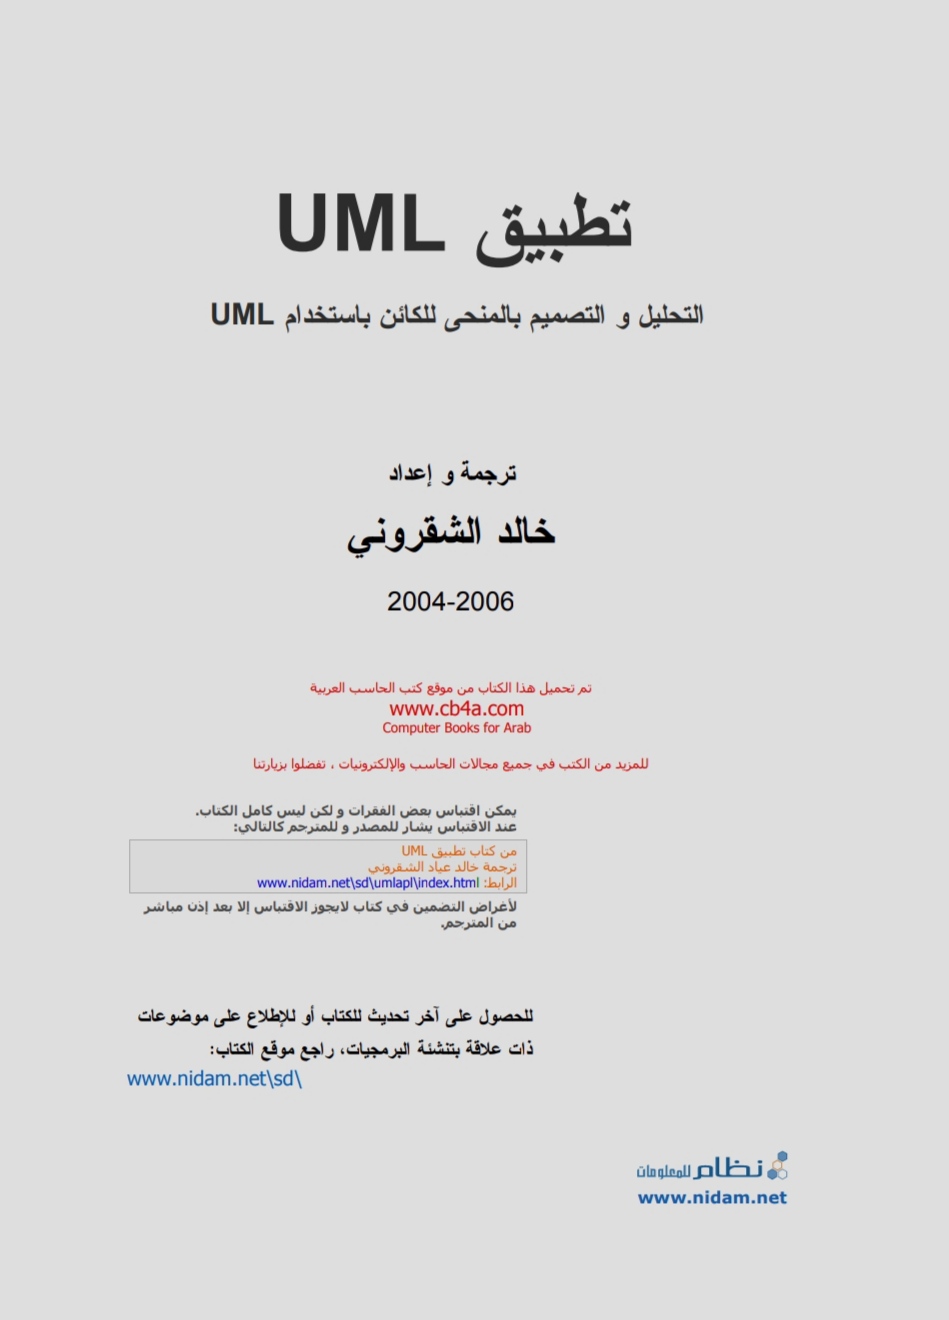 تطبيق UML
التحليل و التصميم بالمنحى للكائن باستخدام UML
ترجمة و إعداد
خالد الشقروني
2004-2006
تم تحميل هذا الكتاب من موقع كتب الحاسب العربية
www.cb4a.com
Computer Books for Arab
للمزيد من الكتب في جميع مجالات الحاسب والإلكترونيات ، تفضلوا بزيارتنا
يمكن اقتباس بعض الفقرات و لكن ليس كامل الكتاب.
عند الاقتباس يشار للمصدر و للمترجم كالتالي:
من كتاب تطبيق UML
ترجمة خالد عياد الشقروني
الرابط: www.nidam.net\sd\umlapl\index.html
لأغراض التضمين في كتاب لايجوز الاقتباس إلا بعد إذن مباشر
من المترجم.
للحصول على آخر تحديث للكتاب أو للإطلاع على موضوعات
ذات علاقة بتنشئة البرمجيات، راجع موقع الكتاب:
www.nidam.net\sd\
نظام للمعلومات
www.nidam.net